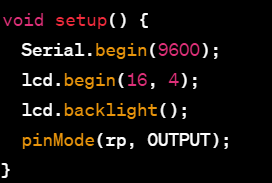 void setup() {
  Serial.begin(9600);
  lcd.begin(16, 4);
  lcd.backlight();
  pinMode(rp, OUTPUT);
}